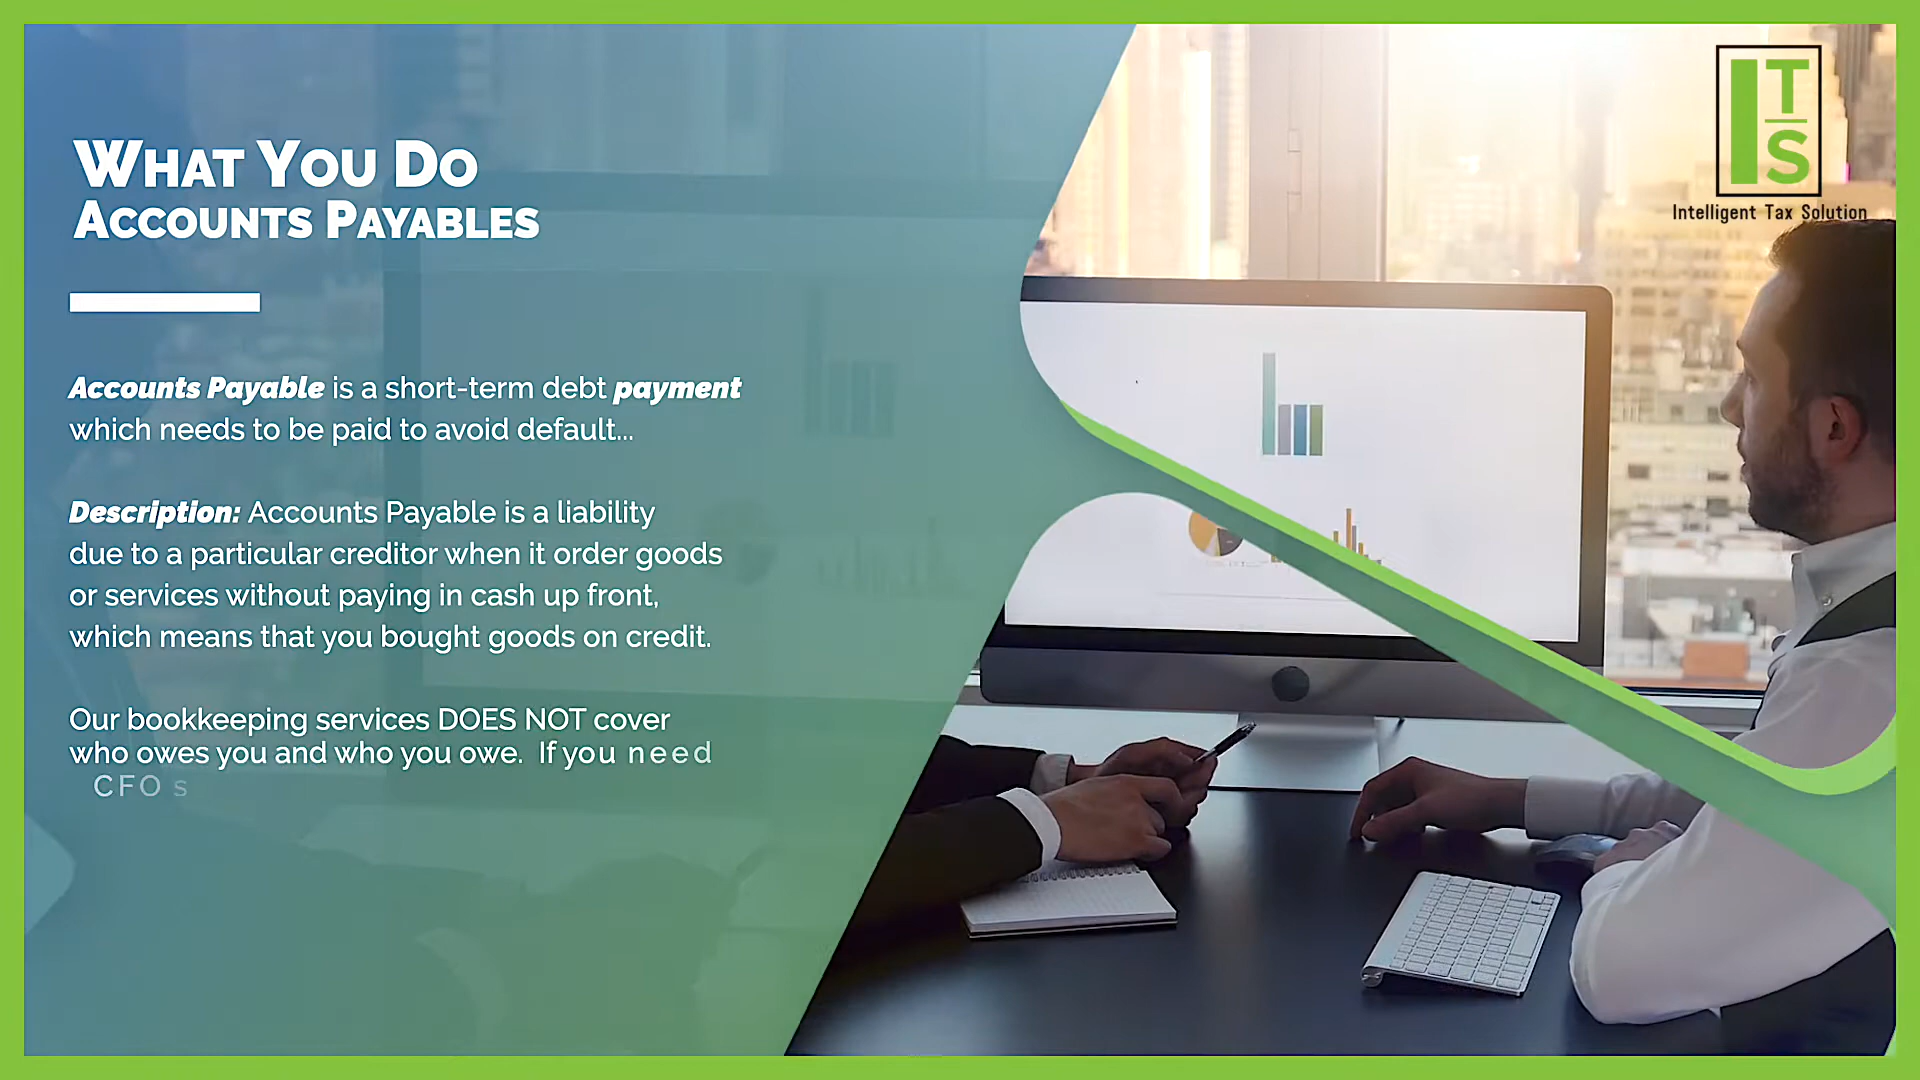 What You Do
Accounts Payables
Accounts Payable is a short-term debt payment
which needs to be paid to avoid default...
Description: Accounts Payable is a liability
due to a particular creditor when it order goods
or services without paying in cash up front,
which means that you bought goods on credit.
Our bookkeeping services DOES NOT cover
who owes you and who you owe. If you need
CFO s
ITS
Intelligent Tax Solution